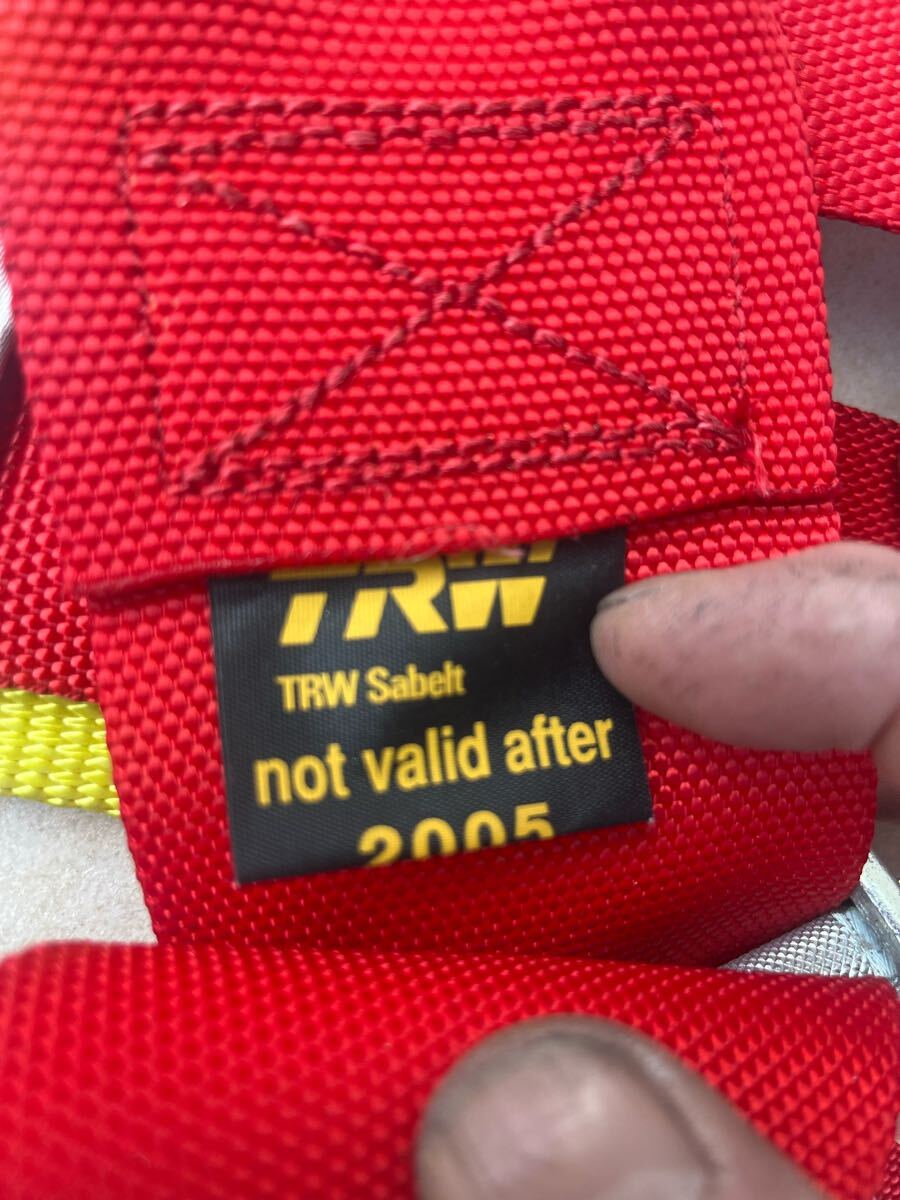 TRW
TRW Sabelt
not valid after
2005